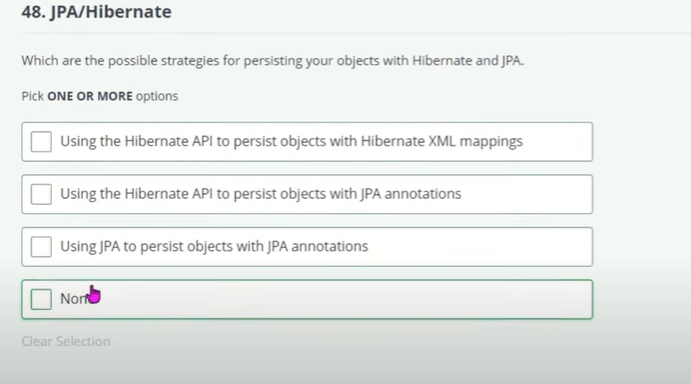 48. JPA/Hibernate
Which are the possible strategies for persisting your objects with Hibernate and JPA.
Pick ONE OR MORE options
Using the Hibernate API to persist objects with Hibernate XML mappings
Using the Hibernate API to persist objects with JPA annotations
Using JPA to persist objects with JPA annotations
Clear Selection